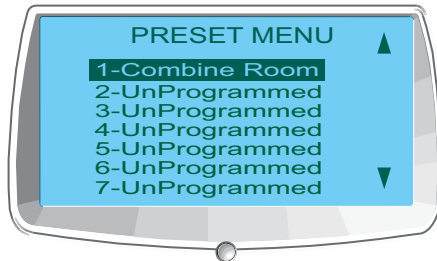 PRESET MENU
1-Combine Room
2-UnProgrammed
3-UnProgrammed
4-UnProgrammed
5-UnProgrammed
6-UnProgrammed
7-UnProgrammed